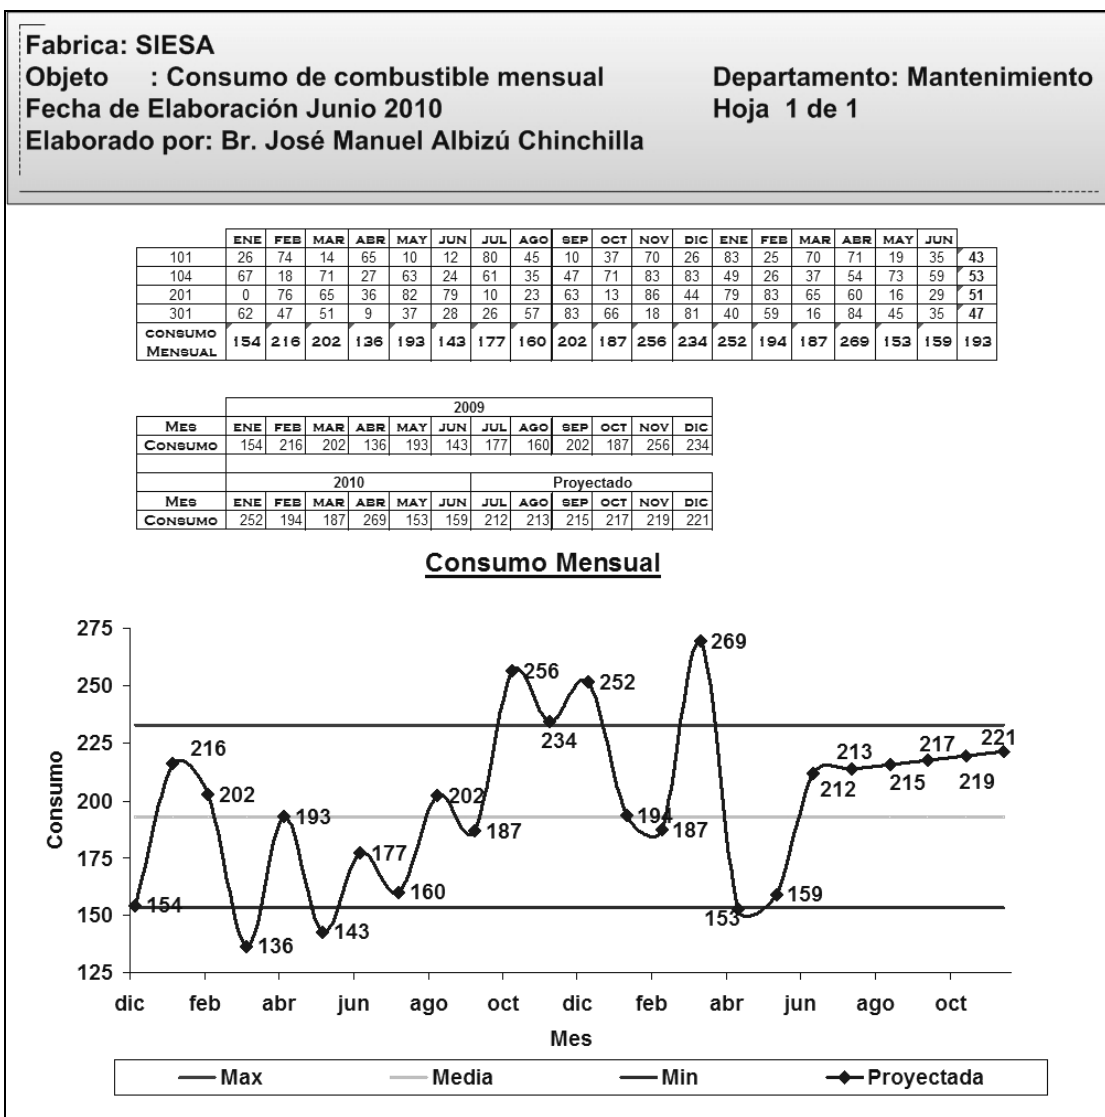 Fabrica: SIESA
Objeto : Consumo de combustible mensual Departamento: Mantenimiento
Fecha de Elaboración Junio 2010 Hoja 1 de 1
Elaborado por: Br. José Manuel Albizú Chinchilla
ENE FEB MAR ABR MAY JUN JUL AGO SEP OCT NOV DIC ENE FEB MAR ABR MAY JUN
101 26 74 14 65 10 12 80 45 10 37 70 26 83 25 70 71 19 35 43
104 67 18 71 27 63 24 61 35 47 71 83 83 49 26 37 54 73 59 53
201 0 76 65 36 82 79 10 23 63 13 86 44 79 83 65 60 16 29 51
301 62 47 51 9 37 28 26 57 83 66 18 81 40 59 16 84 45 35 47
CONSUMO MENSUAL 154 216 202 136 193 143 177 160 202 187 256 234 252 194 187 269 153 159 193
2009
MES ENE FEB MAR ABR MAY JUN JUL AGO SEP OCT NOV DIC
CONSUMO 154 216 202 136 193 143 177 160 202 187 256 234
2010 Proyectado
MES ENE FEB MAR ABR MAY JUN JUL AGO SEP OCT NOV DIC
CONSUMO 252 194 187 269 153 159 212 213 215 217 219 221
Consumo Mensual
Consumo
275
250
225
200
175
150
125
154
216
202
136
193
143
177
160
202
187
256
234
252
194
187
269
153
159
212
213
215
217
219
221
dic feb abr jun ago oct dic feb abr jun ago oct
Mes
Max Media Min Proyectada